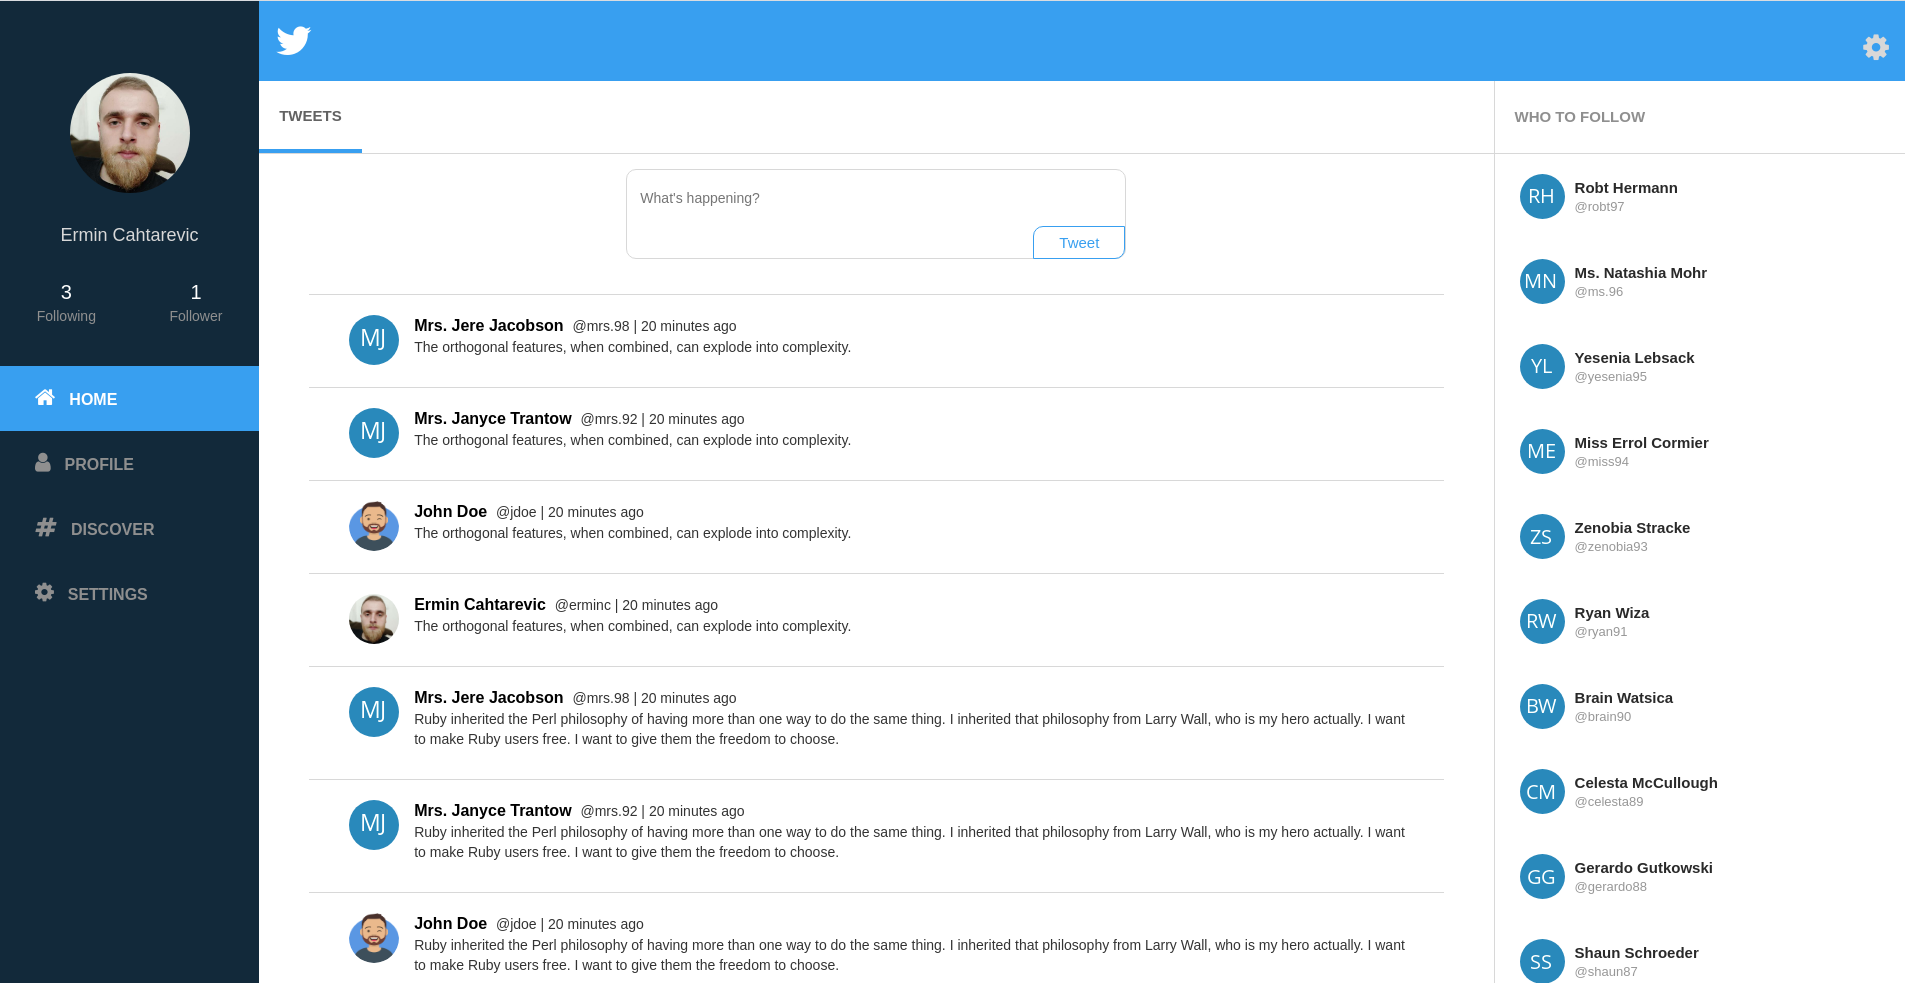 Ermin Cahtarevic
3 1
Following Follower
HOME
PROFILE
# DISCOVER
SETTINGS
TWEETS
What's happening?
Tweet
MJ Mrs. Jere Jacobson @mrs.98 | 20 minutes ago
The orthogonal features, when combined, can explode into complexity.
MJ Mrs. Janyce Trantow @mrs.92 | 20 minutes ago
The orthogonal features, when combined, can explode into complexity.
John Doe @jdoe | 20 minutes ago
The orthogonal features, when combined, can explode into complexity.
Ermin Cahtarevic @erminc | 20 minutes ago
The orthogonal features, when combined, can explode into complexity.
MJ Mrs. Jere Jacobson @mrs.98 | 20 minutes ago
Ruby inherited the Perl philosophy of having more than one way to do the same thing. I inherited that philosophy from Larry Wall, who is my hero actually. I want
to make Ruby users free. I want to give them the freedom to choose.
MJ Mrs. Janyce Trantow @mrs.92 | 20 minutes ago
Ruby inherited the Perl philosophy of having more than one way to do the same thing. I inherited that philosophy from Larry Wall, who is my hero actually. I want
to make Ruby users free. I want to give them the freedom to choose.
John Doe @jdoe | 20 minutes ago
Ruby inherited the Perl philosophy of having more than one way to do the same thing. I inherited that philosophy from Larry Wall, who is my hero actually. I want
to make Ruby users free. I want to give them the freedom to choose.
WHO TO FOLLOW
RH Robt Hermann
@robt97
MN Ms. Natashia Mohr
@ms.96
YL Yesenia Lebsack
@yesenia95
ME Miss Errol Cormier
@miss94
ZS Zenobia Stracke
@zenobia93
RW Ryan Wiza
@ryan91
BW Brain Watsica
@brain90
CM Celesta McCullough
@celesta89
GG Gerardo Gutkowski
@gerardo88
SS Shaun Schroeder
@shaun87